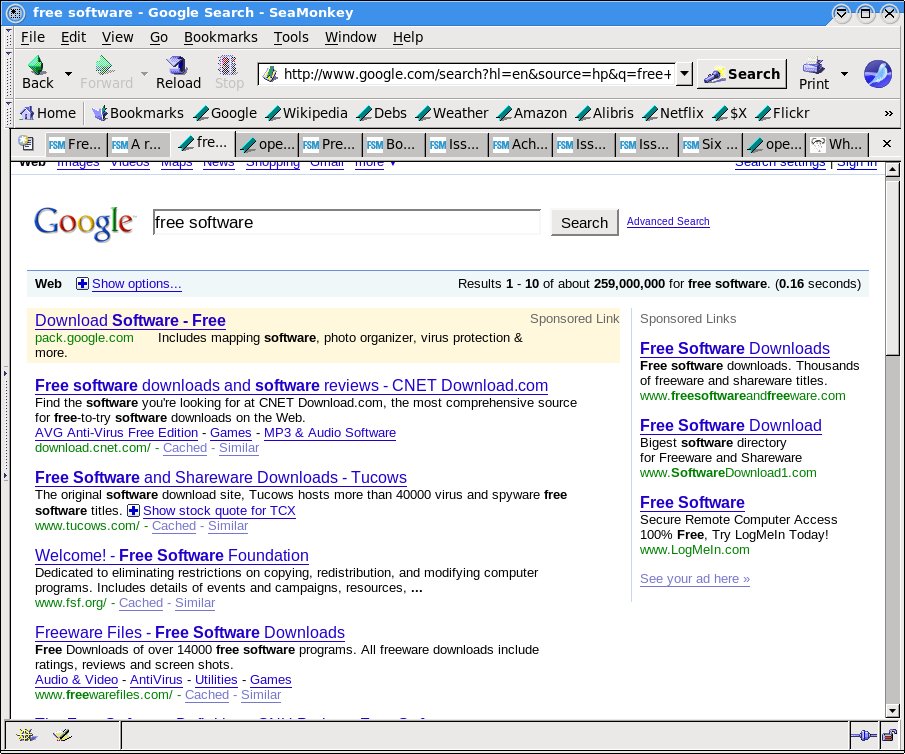 free software - Google Search - SeaMonkey
File Edit View Go Bookmarks Tools Window Help
Back Forward Reload Stop http://www.google.com/search?hl=en&source=hp&q=free+ Search Print
Home Bookmarks Google Wikipedia Debs Weather Amazon Alibris Netflix $X Flickr »
FSM Fre... FSM A r... fre... ope... FSM Pre... FSM Bo... FSM Iss... FSM Ach... FSM Iss... FSM Iss... FSM Six ... ope... Wh...
Web Images Videos Maps News Shopping Gmail more ▼ Search settings | Sign in
Google free software Search Advanced Search
Web Show options... Results 1 - 10 of about 259,000,000 for free software. (0.16 seconds)
Download Software - Free Sponsored Link
pack.google.com Includes mapping software, photo organizer, virus protection &
more.
Free software downloads and software reviews - CNET Download.com
Find the software you're looking for at CNET Download.com, the most comprehensive source
for free-to-try software downloads on the Web.
AVG Anti-Virus Free Edition - Games - MP3 & Audio Software
download.cnet.com/ - Cached - Similar
Free Software and Shareware Downloads - Tucows
The original software download site, Tucows hosts more than 40000 virus and spyware free
software titles. Show stock quote for TCX
www.tucows.com/ - Cached - Similar
Welcome! - Free Software Foundation
Dedicated to eliminating restrictions on copying, redistribution, and modifying computer
programs. Includes details of events and campaigns, resources, ...
www.fsf.org/ - Cached - Similar
Freeware Files - Free Software Downloads
Free Downloads of over 14000 free software programs. All freeware downloads include
ratings, reviews and screen shots.
Audio & Video - AntiVirus - Utilities - Games
www.freewarefiles.com/ - Cached - Similar
Sponsored Links
Free Software Downloads
Free software downloads. Thousands
of freeware and shareware titles.
www.freesoftwareandfreeware.com
Free Software Download
Bigest software directory
for Freeware and Shareware
www.SoftwareDownload1.com
Free Software
Secure Remote Computer Access
100% Free, Try LogMeIn Today!
www.LogMeIn.com
See your ad here »